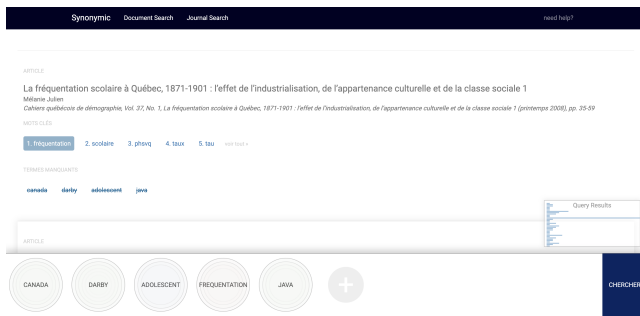 Synonymic Document Search Journal Search need help?
ARTICLE
La fréquentation scolaire à Québec, 1871-1901 : l'effet de l'industrialisation, de l'appartenance culturelle et de la classe sociale 1
Mélanie Julien
Cahiers québécois de démographie, Vol. 37, No. 1, La fréquentation scolaire à Québec, 1871-1901 : l'effet de l'industrialisation, de l'appartenance culturelle et de la classe sociale 1 (printemps 2008), pp. 35-59
MOTS CLÉS
1. fréquentation 2. scolaire 3. phsvq 4. taux 5. tau voir tout »
TERMES MANQUANTS
canada darby adolescent java
Query Results
ARTICLE
CANADA DARBY ADOLESCENT FREQUENTATION JAVA + CHERCHER